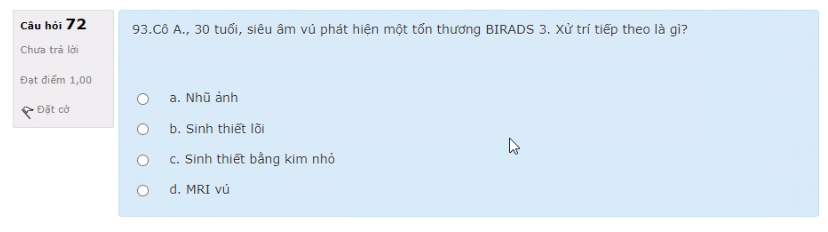 Câu hỏi 72
Chưa trả lời
Đạt điểm 1,00
Đặt cờ
93.Cô A., 30 tuổi, siêu âm vú phát hiện một tổn thương BIRADS 3. Xử trí tiếp theo là gì?
a. Nhũ ảnh
b. Sinh thiết lõi
c. Sinh thiết bằng kim nhỏ
d. MRI vú